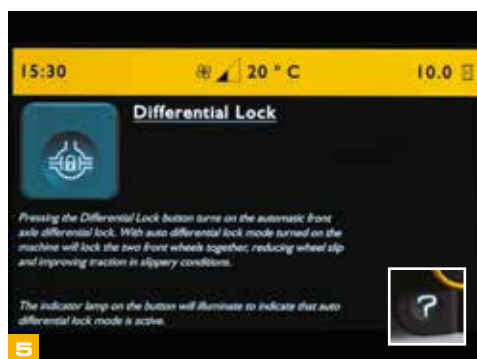 15:30 20 ° C 10.0
Differential Lock
Pressing the Differential Lock button turns on the automatic front
axle differential lock. With auto differential lock mode turned on the
machine will lock the two front wheels together, reducing wheel slip
and improving traction in slippery conditions.
The indicator lamp on the button will illuminate to indicate that auto
differential lock mode is active.
?
5